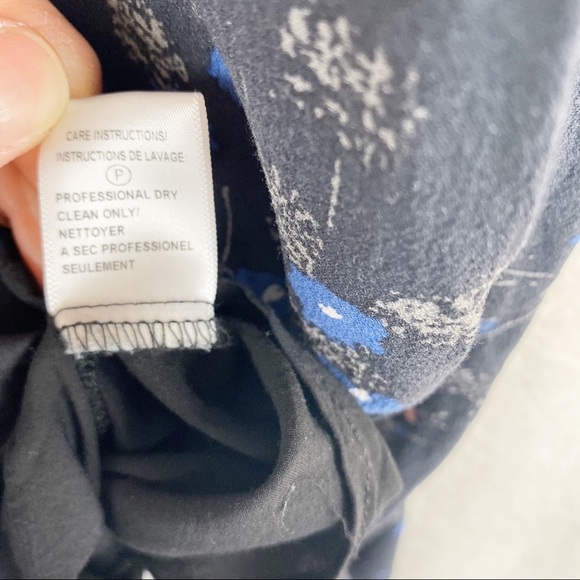 CARE INSTRUCTIONS/
INSTRUCTIONS DE LAVAGE:
P
PROFESSIONAL DRY
CLEAN ONLY/
NETTOYER
A SEC PROFESSIONEL
SEULEMENT